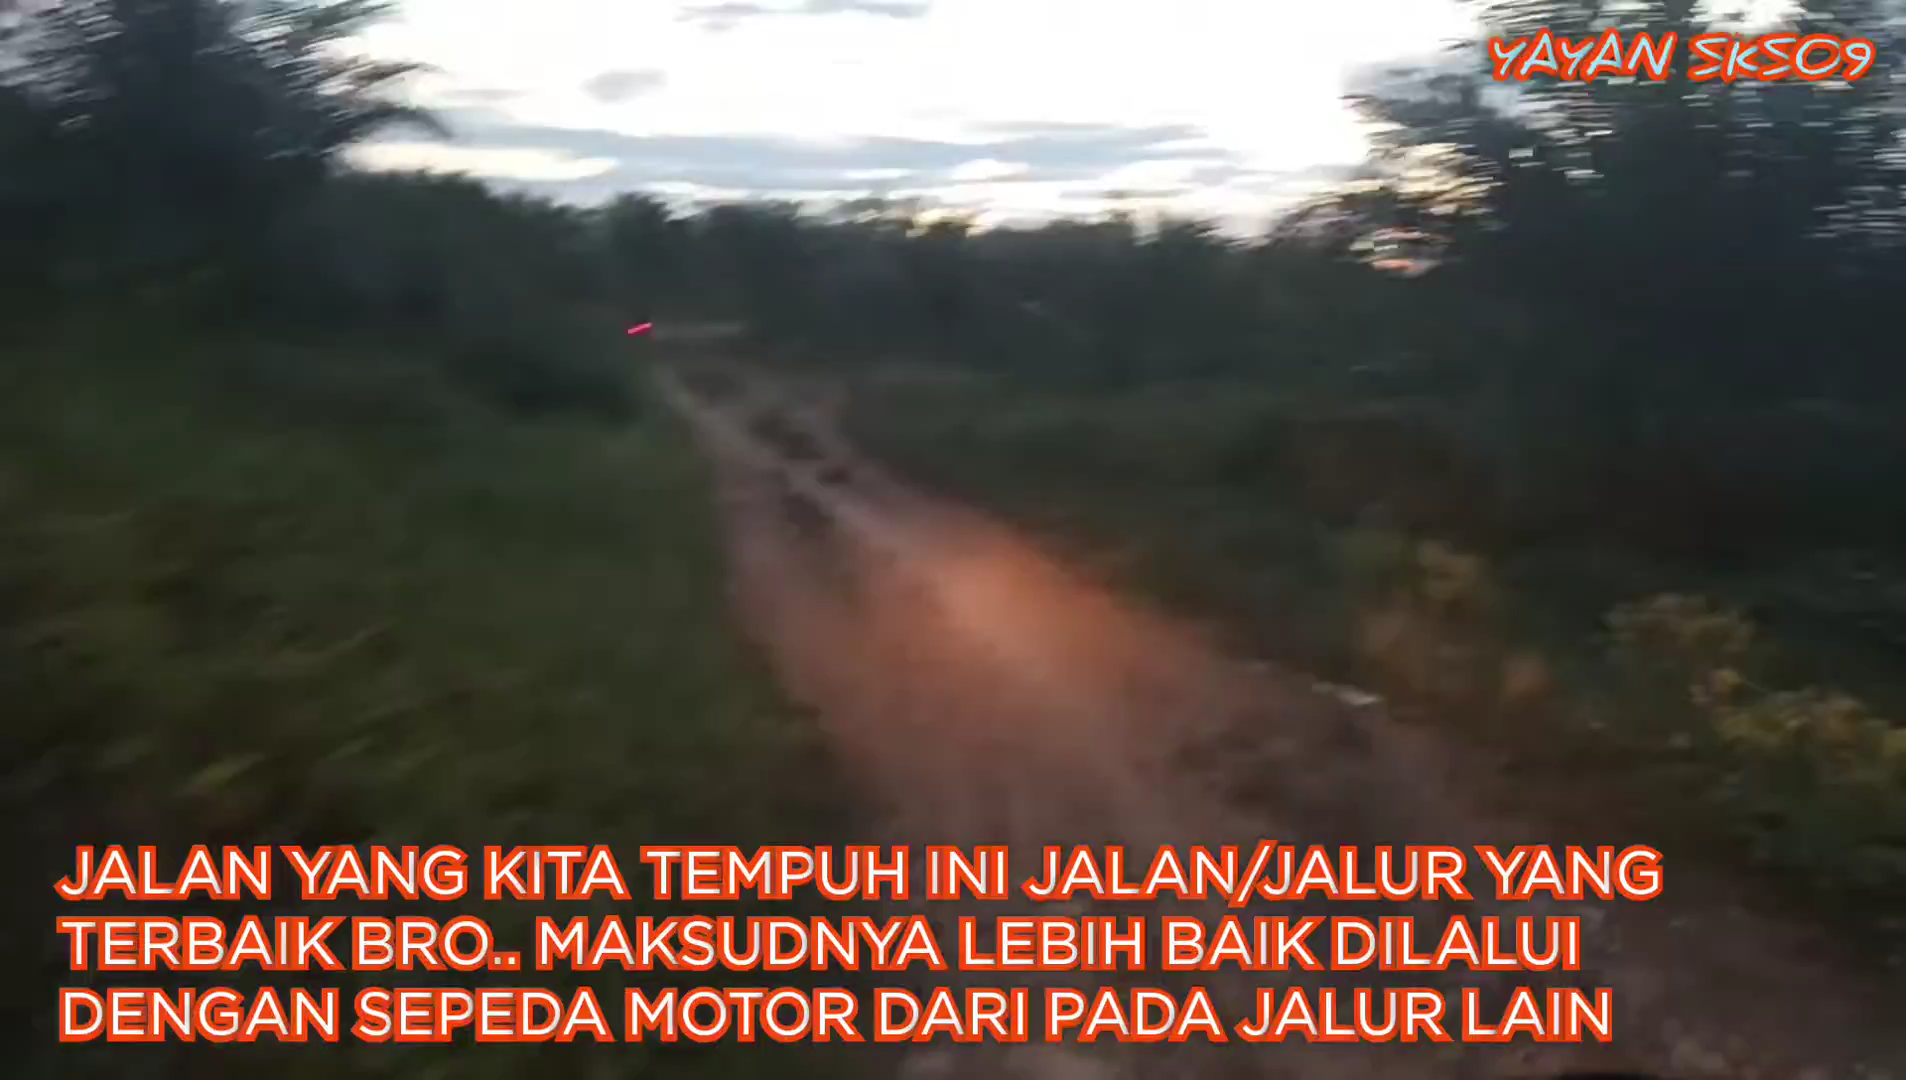 YAYAN SKS09
JALAN YANG KITA TEMPUH INI JALAN/JALUR YANG
TERBAIK BRO.. MAKSUDNYA LEBIH BAIK DILALUI
DENGAN SEPEDA MOTOR DARI PADA JALUR LAIN